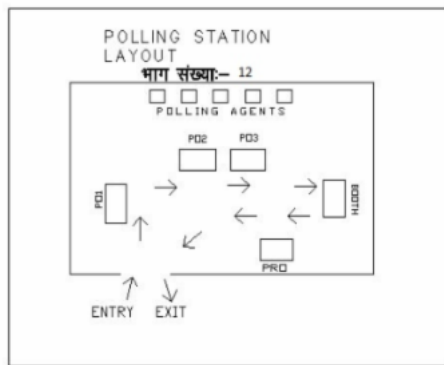 POLLING STATION
LAYOUT
भाग संख्याः– 12
POLLING AGENTS
PO2 PO3
PO1
BOOTH
PRO
ENTRY EXIT